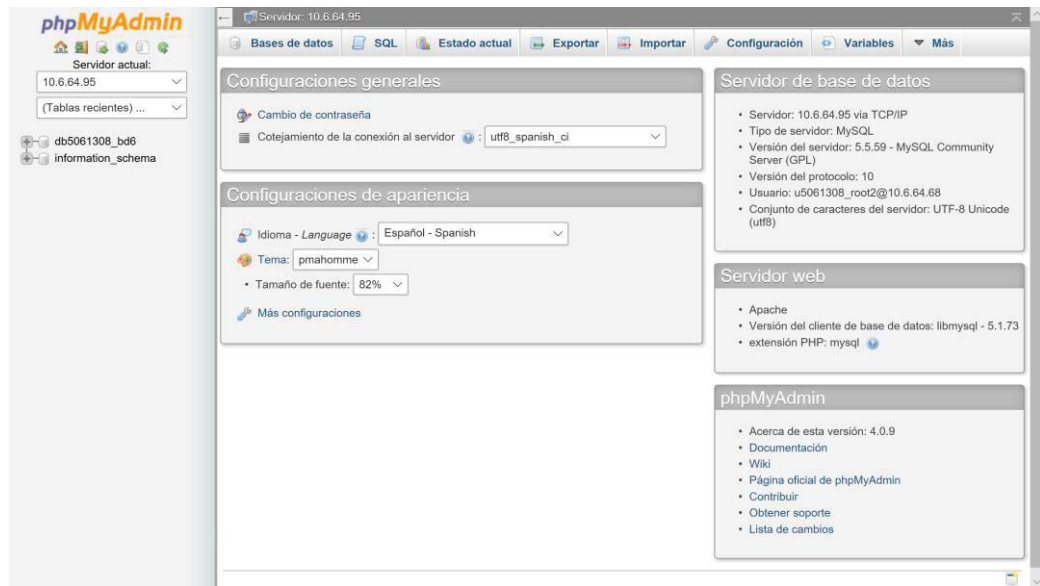 phpMyAdmin
Servidor actual:
10.6.64.95
(Tablas recientes) ...
db5061308_bd6
information_schema
Servidor: 10.6.64.95
Bases de datos SQL Estado actual Exportar Importar Configuración Variables Más
Configuraciones generales
Cambio de contraseña
Cotejamiento de la conexión al servidor : utf8_spanish_ci
Configuraciones de apariencia
Idioma - Language : Español - Spanish
Tema: pmahomme
• Tamaño de fuente: 82%
Más configuraciones
Servidor de base de datos
• Servidor: 10.6.64.95 via TCP/IP
• Tipo de servidor: MySQL
• Versión del servidor: 5.5.59 - MySQL Community
Server (GPL)
• Versión del protocolo: 10
• Usuario: u5061308_root2@10.6.64.68
• Conjunto de caracteres del servidor: UTF-8 Unicode
(utf8)
Servidor web
• Apache
• Versión del cliente de base de datos: libmysql - 5.1.73
• extensión PHP: mysql
phpMyAdmin
• Acerca de esta versión: 4.0.9
• Documentación
• Wiki
• Página oficial de phpMyAdmin
• Contribuir
• Obtener soporte
• Lista de cambios